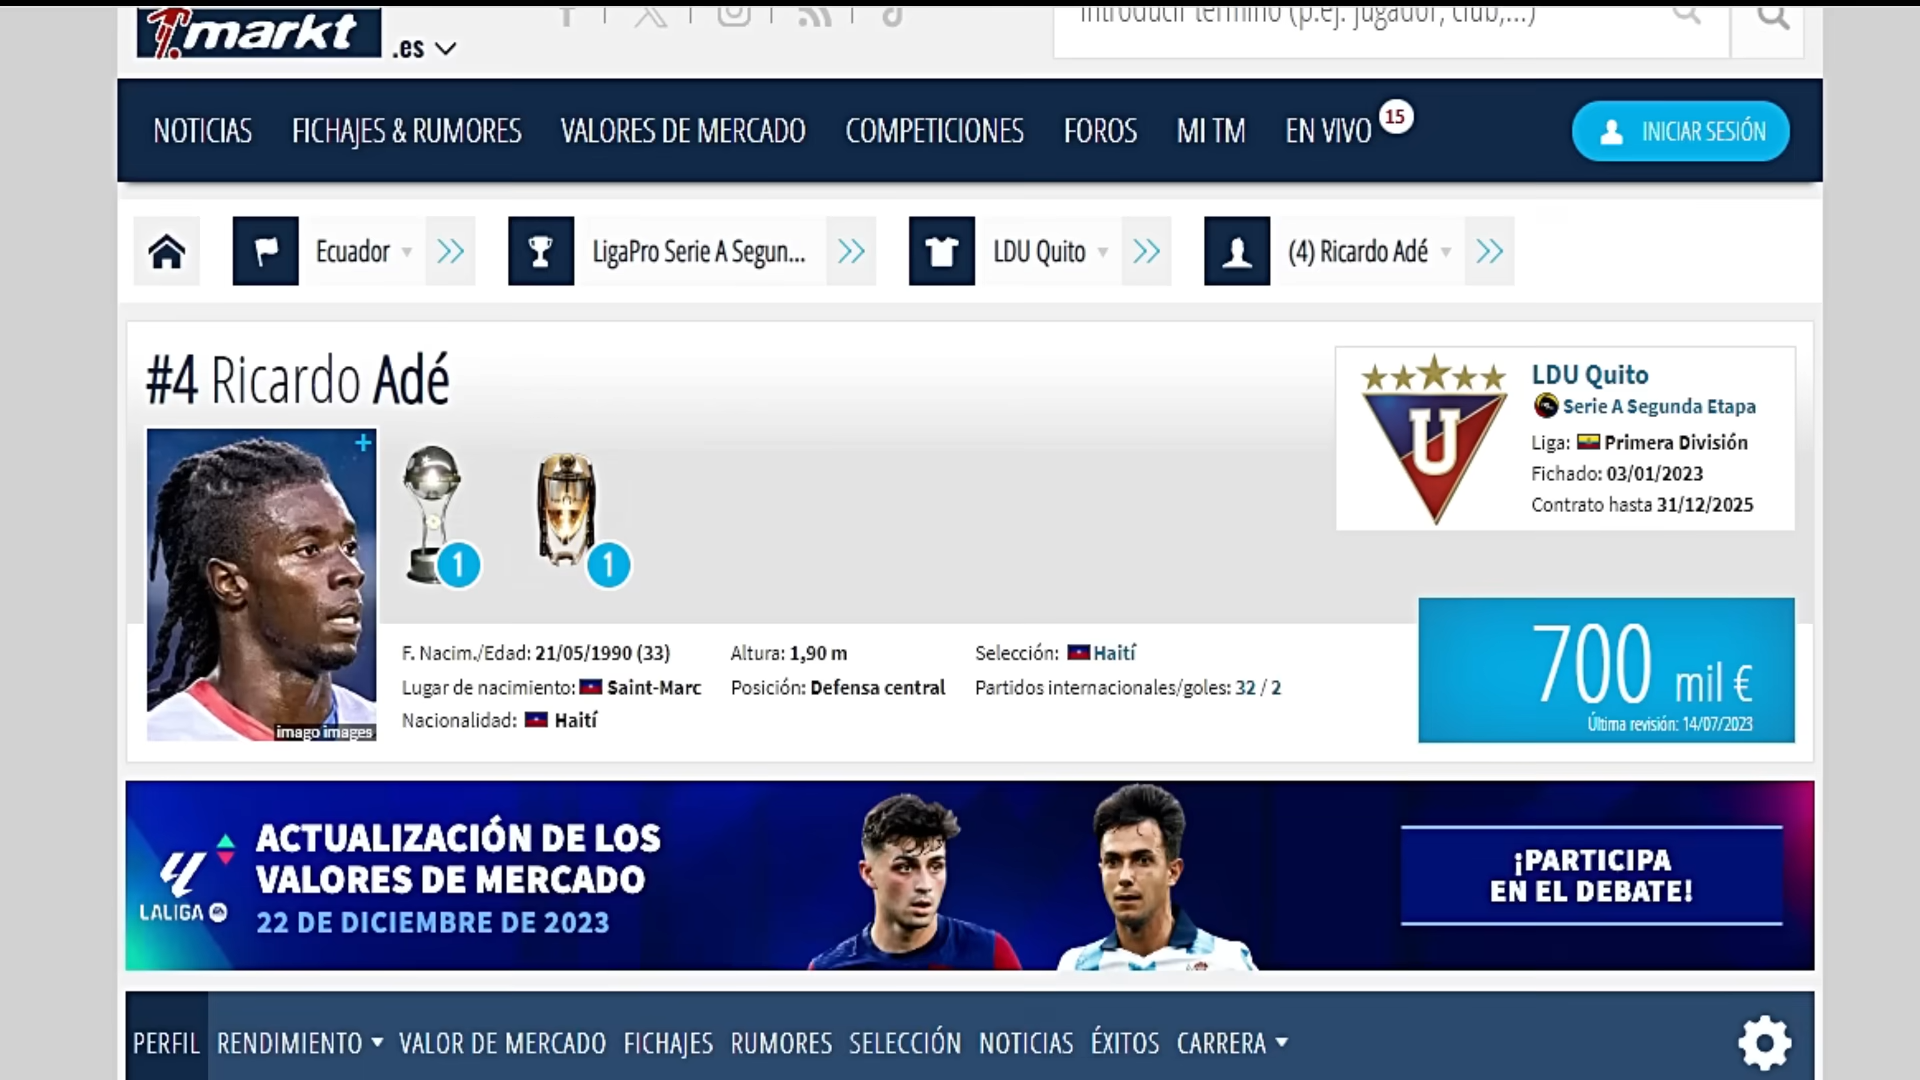 markt
.es
Introducir término (p.ej. jugador, club,...)
NOTICIAS FICHAJES & RUMORES VALORES DE MERCADO COMPETICIONES FOROS MI TM EN VIVO 15 INICIAR SESIÓN
Ecuador LigaPro Serie A Segun... LDU Quito (4) Ricardo Adé
#4 Ricardo Adé
LDU Quito
Serie A Segunda Etapa
Liga: Primera División
Fichado: 03/01/2023
Contrato hasta 31/12/2025
U
1 1
imago images
F. Nacim./Edad: 21/05/1990 (33) Altura: 1,90 m Selección: Haití
Lugar de nacimiento: Saint-Marc Posición: Defensa central Partidos internacionales/goles: 32 / 2
Nacionalidad: Haití
700 mil €
Última revisión: 14/07/2023
LALIGA
ACTUALIZACIÓN DE LOS
VALORES DE MERCADO
22 DE DICIEMBRE DE 2023
¡PARTICIPA
EN EL DEBATE!
PERFIL RENDIMIENTO VALOR DE MERCADO FICHAJES RUMORES SELECCIÓN NOTICIAS ÉXITOS CARRERA